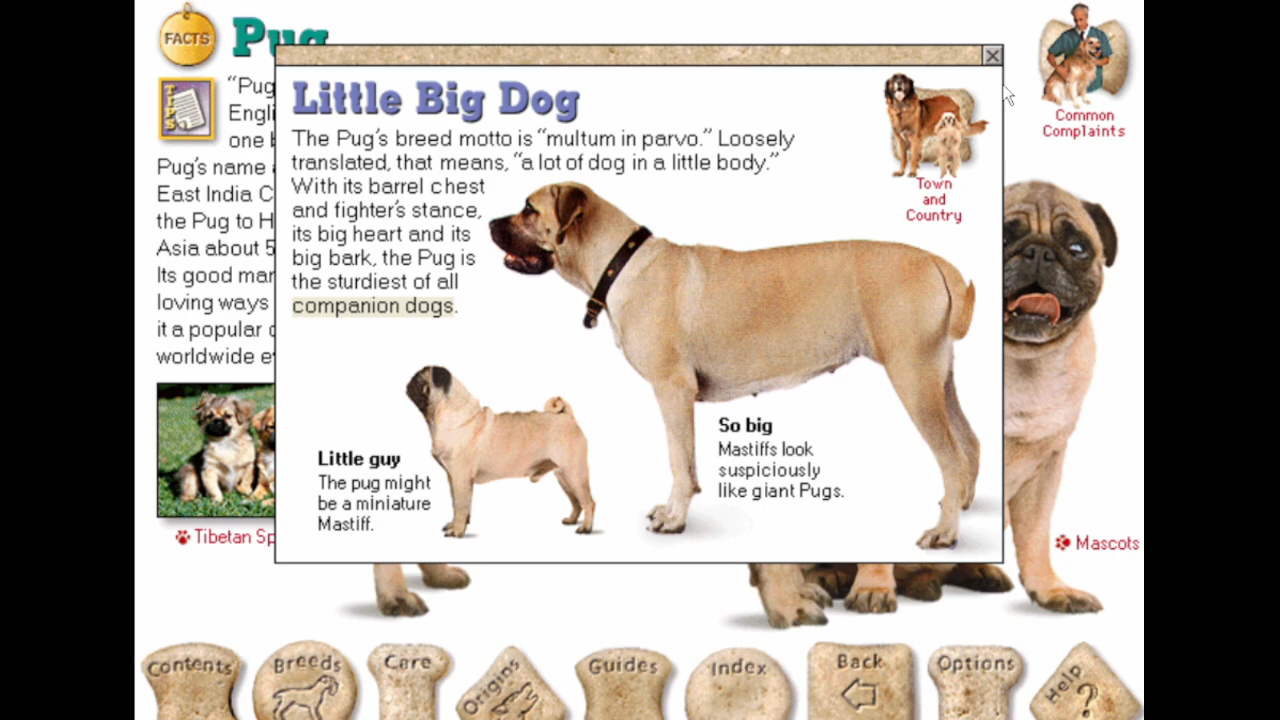 FACTS
Pug
TIPS
"Pug
Engli
one b
Pug's name
East India C
the Pug to H
Asia about 5
Its good mar
loving ways
it a popular
worldwide e
Tibetan Sp
Little Big Dog
The Pug's breed motto is "multum in parvo." Loosely
translated, that means, "a lot of dog in a little body."
With its barrel chest
and fighter's stance,
its big heart and its
big bark, the Pug is
the sturdiest of all
companion dogs.
Town
and
Country
Little guy
The pug might
be a miniature
Mastiff.
So big
Mastiffs look
suspiciously
like giant Pugs.
Common
Complaints
Mascots
Contents
Breeds
Care
Origins
Guides
Index
Back
Options
Help
?